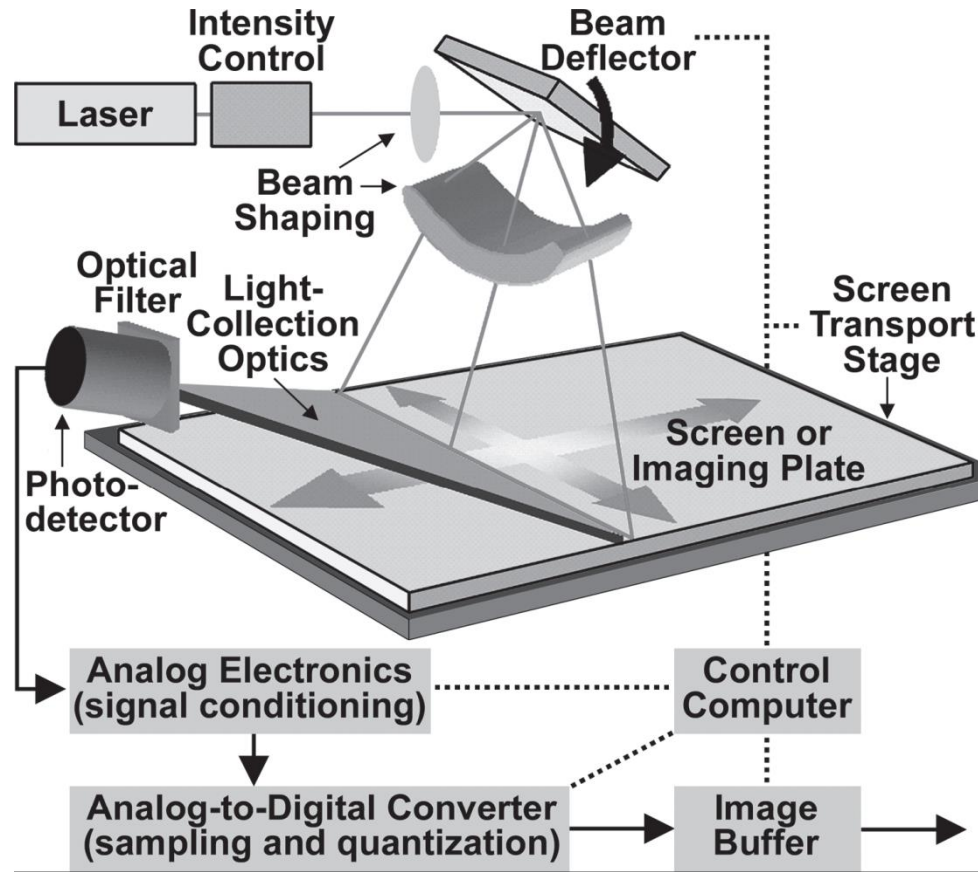 Intensity
Control
Beam
Deflector
Laser
Beam
Shaping
Optical
Filter
Light-
Collection
Optics
Screen
Transport
Stage
Screen or
Imaging Plate
Photo-
detector
Analog Electronics
(signal conditioning)
Control
Computer
Analog-to-Digital Converter
(sampling and quantization)
Image
Buffer